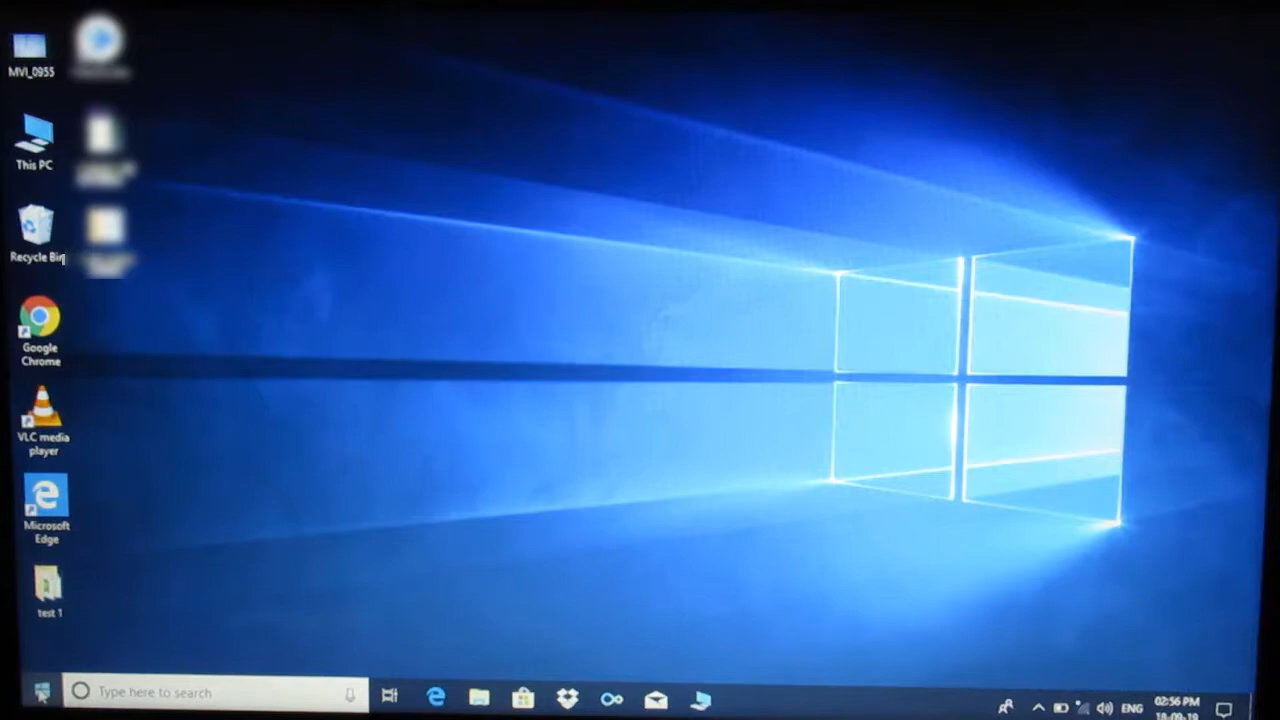 MVI_0955
This PC
Recycle Bin
Google
Chrome
VLC media
player
Microsoft
Edge
test 1
Type here to search
ENG
02:56 PM
18-09-19